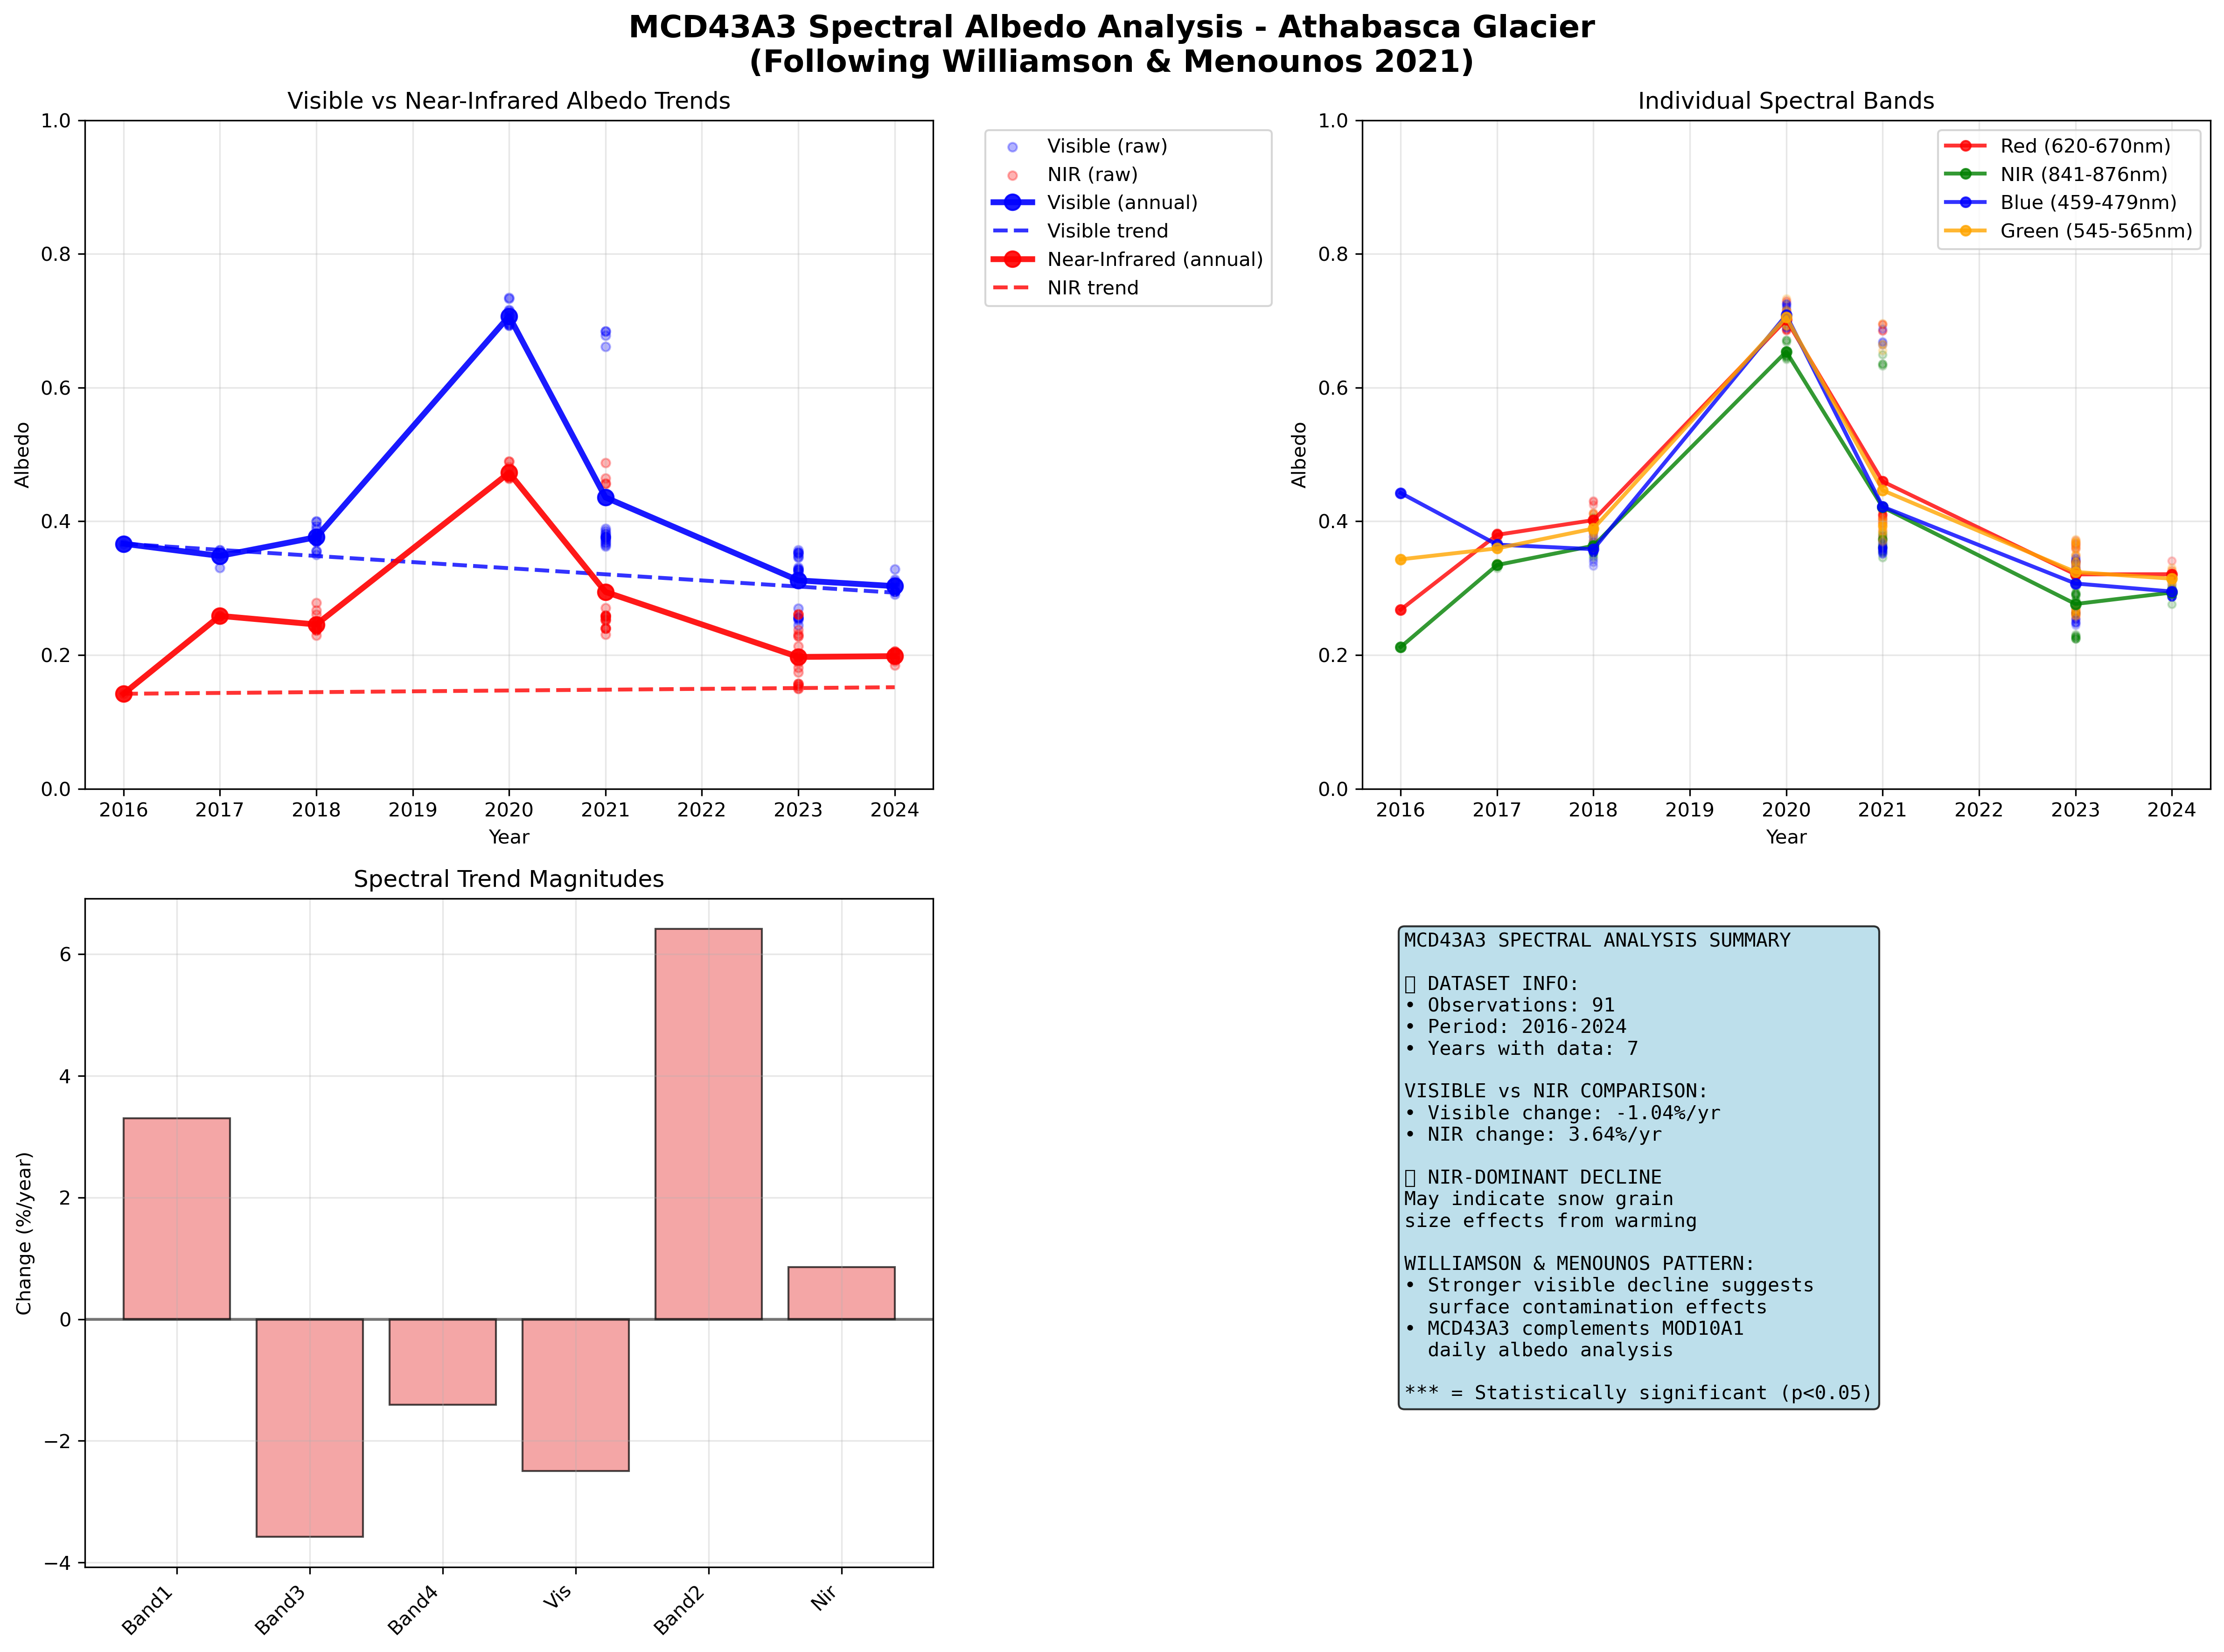 MCD43A3 Spectral Albedo Analysis - Athabasca Glacier
(Following Williamson & Menounos 2021)
Visible vs Near-Infrared Albedo Trends
1.0
0.8
0.6
0.4
0.2
0.0
Albedo
2016 2017 2018 2019 2020 2021 2022 2023 2024
Year
Visible (raw)
NIR (raw)
Visible (annual)
Visible trend
Near-Infrared (annual)
NIR trend
Individual Spectral Bands
1.0
0.8
0.6
0.4
0.2
0.0
Albedo
2016 2017 2018 2019 2020 2021 2022 2023 2024
Year
Red (620-670nm)
NIR (841-876nm)
Blue (459-479nm)
Green (545-565nm)
Spectral Trend Magnitudes
6
4
2
0
−2
−4
Change (%/year)
Band1 Band3 Band4 Vis Band2 Nir
MCD43A3 SPECTRAL ANALYSIS SUMMARY
DATASET INFO:
• Observations: 91
• Period: 2016-2024
• Years with data: 7
VISIBLE vs NIR COMPARISON:
• Visible change: -1.04%/yr
• NIR change: 3.64%/yr
NIR-DOMINANT DECLINE
May indicate snow grain
size effects from warming
WILLIAMSON & MENOUNOS PATTERN:
• Stronger visible decline suggests
surface contamination effects
• MCD43A3 complements MOD10A1
daily albedo analysis
*** = Statistically significant (p<0.05)